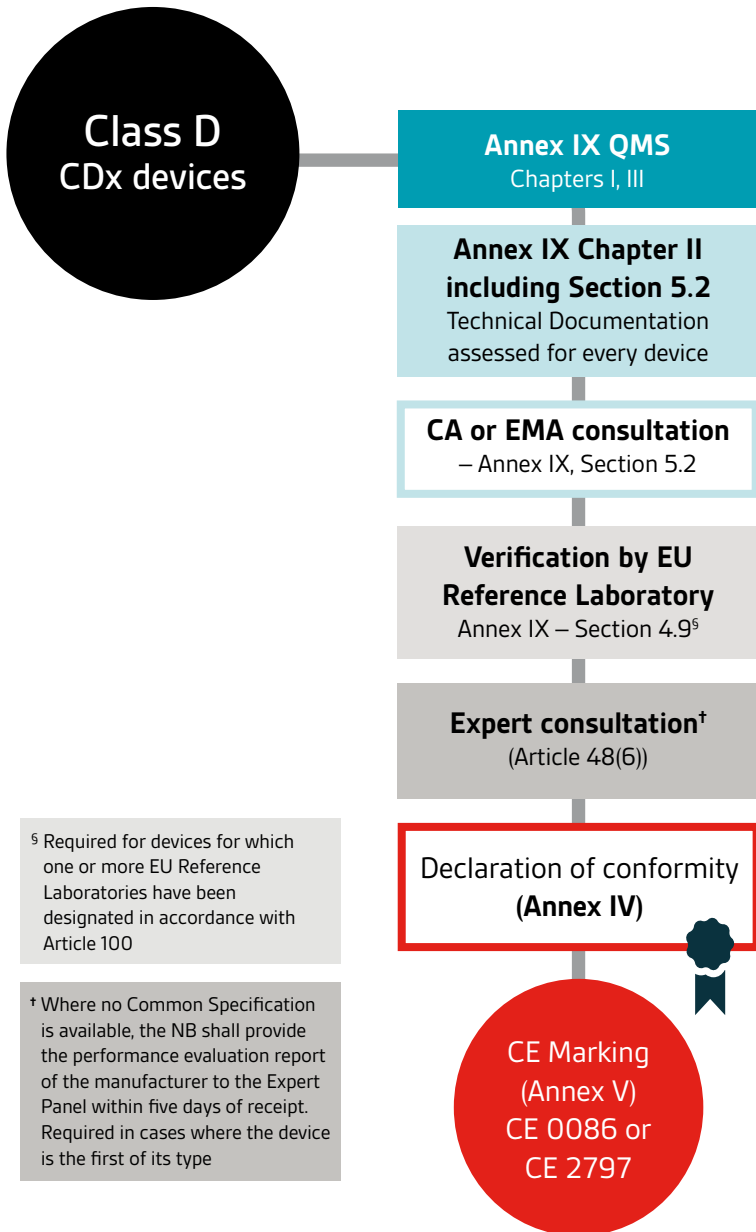 Class D
CDx devices
Annex IX QMS
Chapters I, III
Annex IX Chapter II
including Section 5.2
Technical Documentation
assessed for every device
CA or EMA consultation
– Annex IX, Section 5.2
Verification by EU
Reference Laboratory
Annex IX – Section 4.9§
Expert consultation†
(Article 48(6))
§ Required for devices for which
one or more EU Reference
Laboratories have been
designated in accordance with
Article 100
Declaration of conformity
(Annex IV)
† Where no Common Specification
is available, the NB shall provide
the performance evaluation report
of the manufacturer to the Expert
Panel within five days of receipt.
Required in cases where the device
is the first of its type
CE Marking
(Annex V)
CE 0086 or
CE 2797